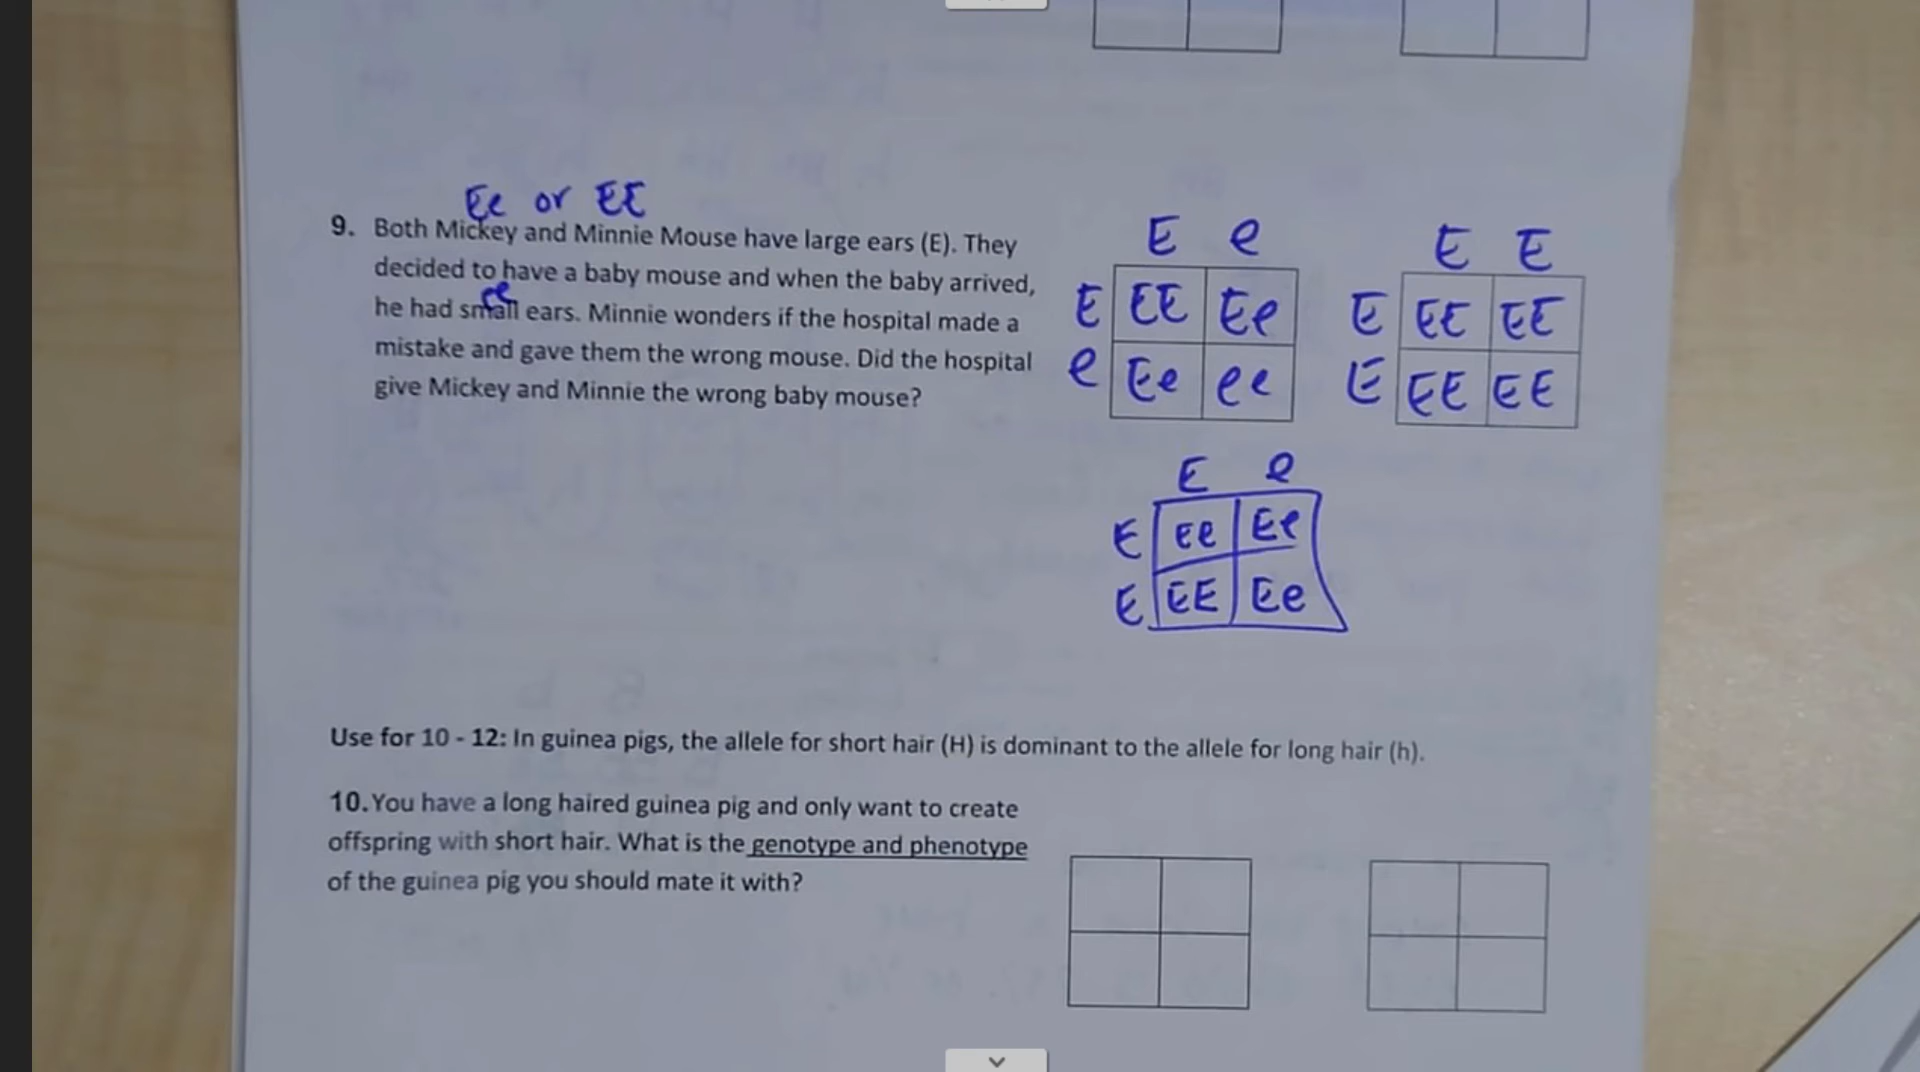 Ee or EE
9. Both Mickey and Minnie Mouse have large ears (E). They
decided to have a baby mouse and when the baby arrived,
ee
he had small ears. Minnie wonders if the hospital made a
mistake and gave them the wrong mouse. Did the hospital
give Mickey and Minnie the wrong baby mouse?
E e
E EE Ee
e Ee ee
E E
E EE EE
E EE EE
E e
E Ee Ee
E EE Ee
Use for 10 - 12: In guinea pigs, the allele for short hair (H) is dominant to the allele for long hair (h).
10. You have a long haired guinea pig and only want to create
offspring with short hair. What is the genotype and phenotype
of the guinea pig you should mate it with?